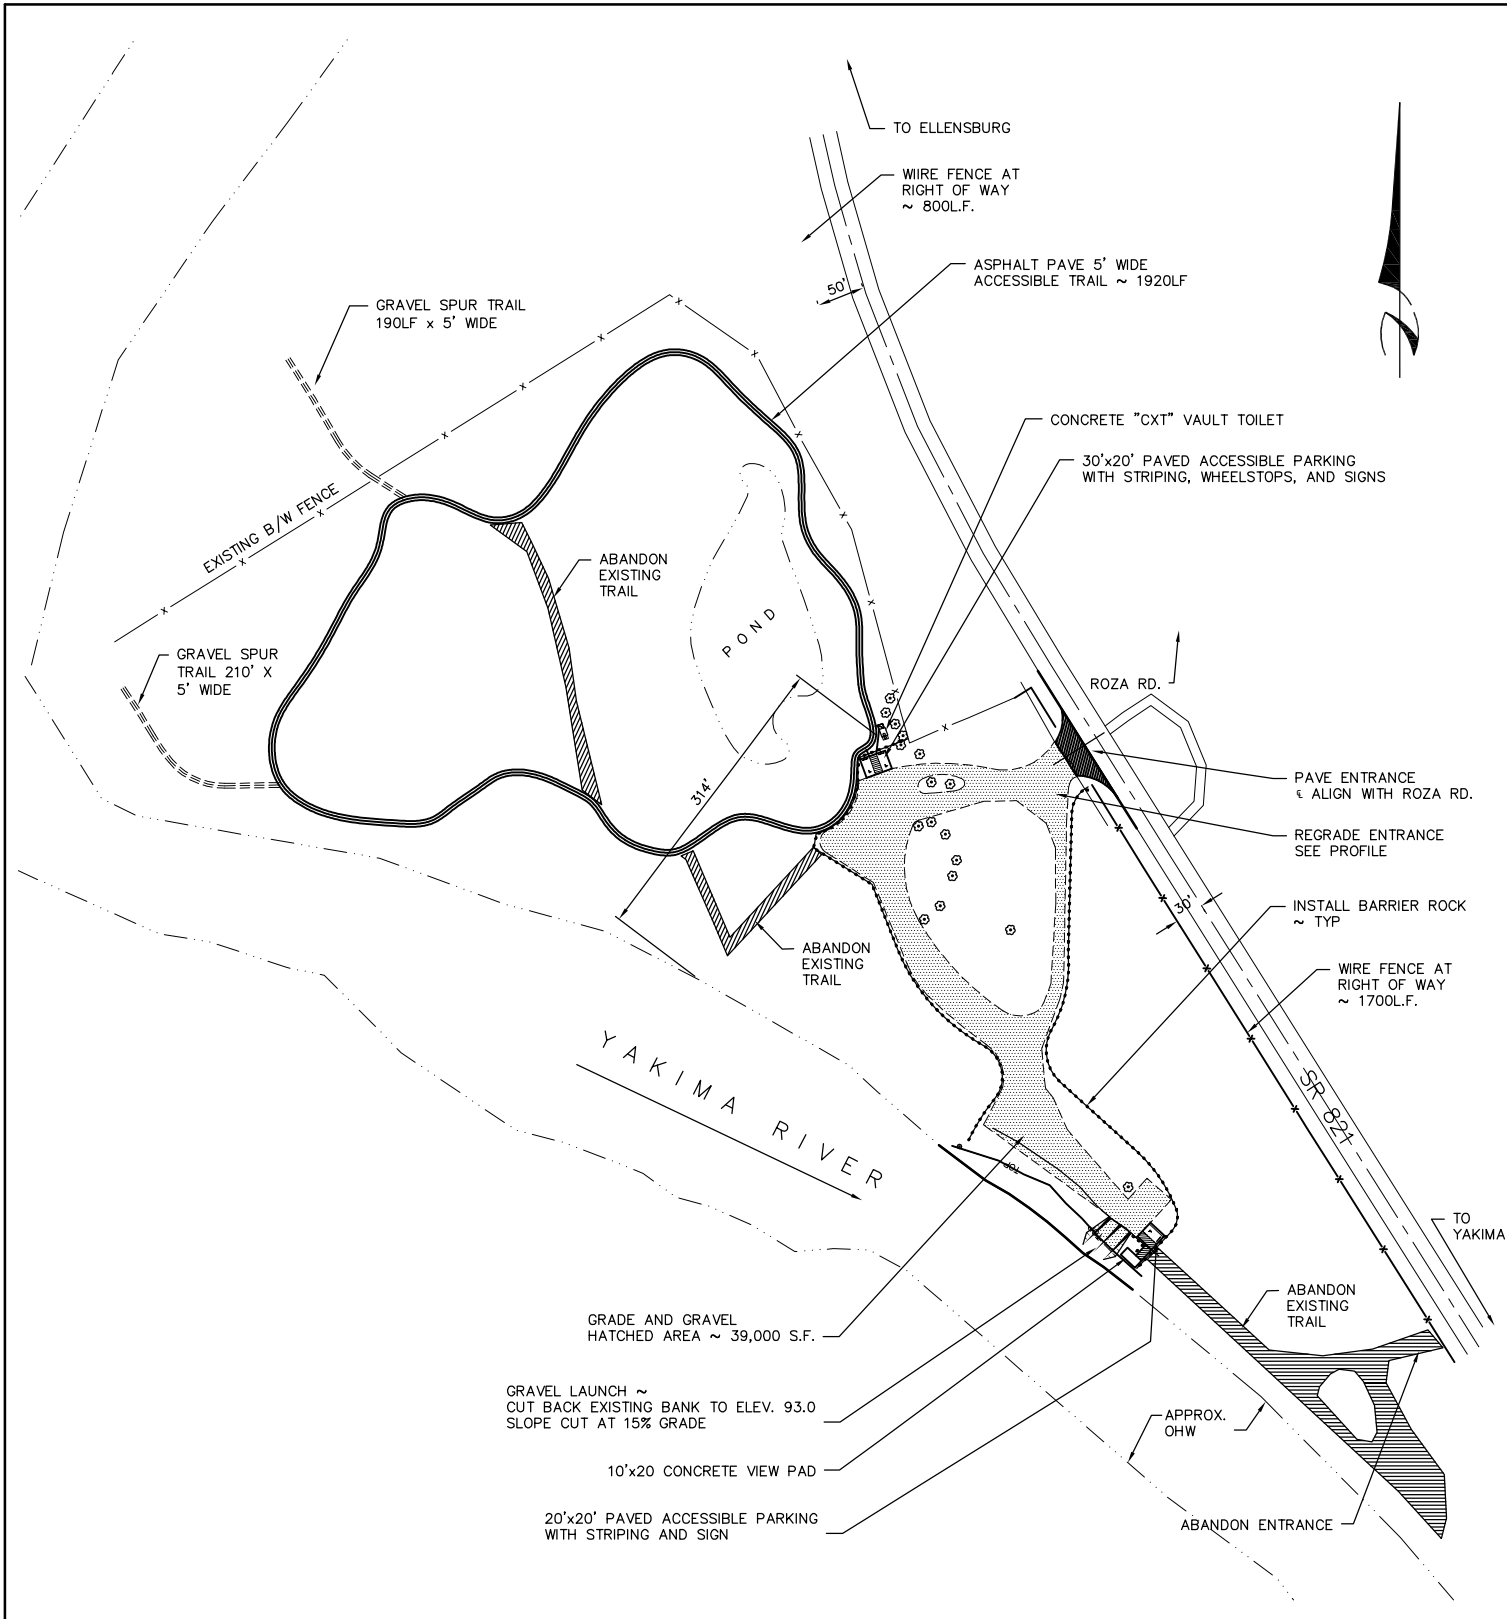 TO ELLENSBURG
WIIRE FENCE AT
RIGHT OF WAY
~ 800L.F.
ASPHALT PAVE 5' WIDE
ACCESSIBLE TRAIL ~ 1920LF
50'
GRAVEL SPUR TRAIL
190LF x 5' WIDE
CONCRETE "CXT" VAULT TOILET
30'x20' PAVED ACCESSIBLE PARKING
WITH STRIPING, WHEELSTOPS, AND SIGNS
EXISTING B/W FENCE
ABANDON
EXISTING
TRAIL
POND
GRAVEL SPUR
TRAIL 210' X
5' WIDE
ROZA RD.
314'
PAVE ENTRANCE
℄ ALIGN WITH ROZA RD.
REGRADE ENTRANCE
SEE PROFILE
INSTALL BARRIER ROCK
~ TYP
30'
ABANDON
EXISTING
TRAIL
WIRE FENCE AT
RIGHT OF WAY
~ 1700L.F.
YAKIMA RIVER
SR 821
TOP
TO
YAKIMA
ABANDON
EXISTING
TRAIL
GRADE AND GRAVEL
HATCHED AREA ~ 39,000 S.F.
GRAVEL LAUNCH ~
CUT BACK EXISTING BANK TO ELEV. 93.0
SLOPE CUT AT 15% GRADE
APPROX.
OHW
10'x20 CONCRETE VIEW PAD
20'x20' PAVED ACCESSIBLE PARKING
WITH STRIPING AND SIGN
ABANDON ENTRANCE